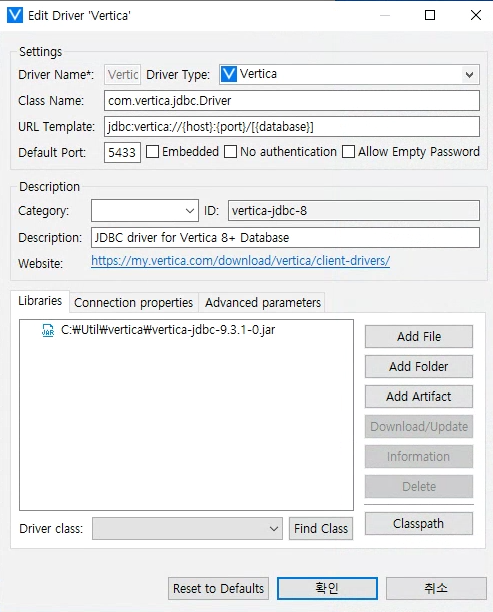 Edit Driver 'Vertica'
Settings
Driver Name*: Vertic Driver Type: Vertica
Class Name: com.vertica.jdbc.Driver
URL Template: jdbc:vertica://{host}:{port}/[{database}]
Default Port: 5433 Embedded No authentication Allow Empty Password
Description
Category: ID: vertica-jdbc-8
Description: JDBC driver for Vertica 8+ Database
Website: https://my.vertica.com/download/vertica/client-drivers/
Libraries Connection properties Advanced parameters
JAR C:₩Util₩vertica₩vertica-jdbc-9.3.1-0.jar
Add File
Add Folder
Add Artifact
Download/Update
Information
Delete
Classpath
Driver class: Find Class
Reset to Defaults 확인 취소